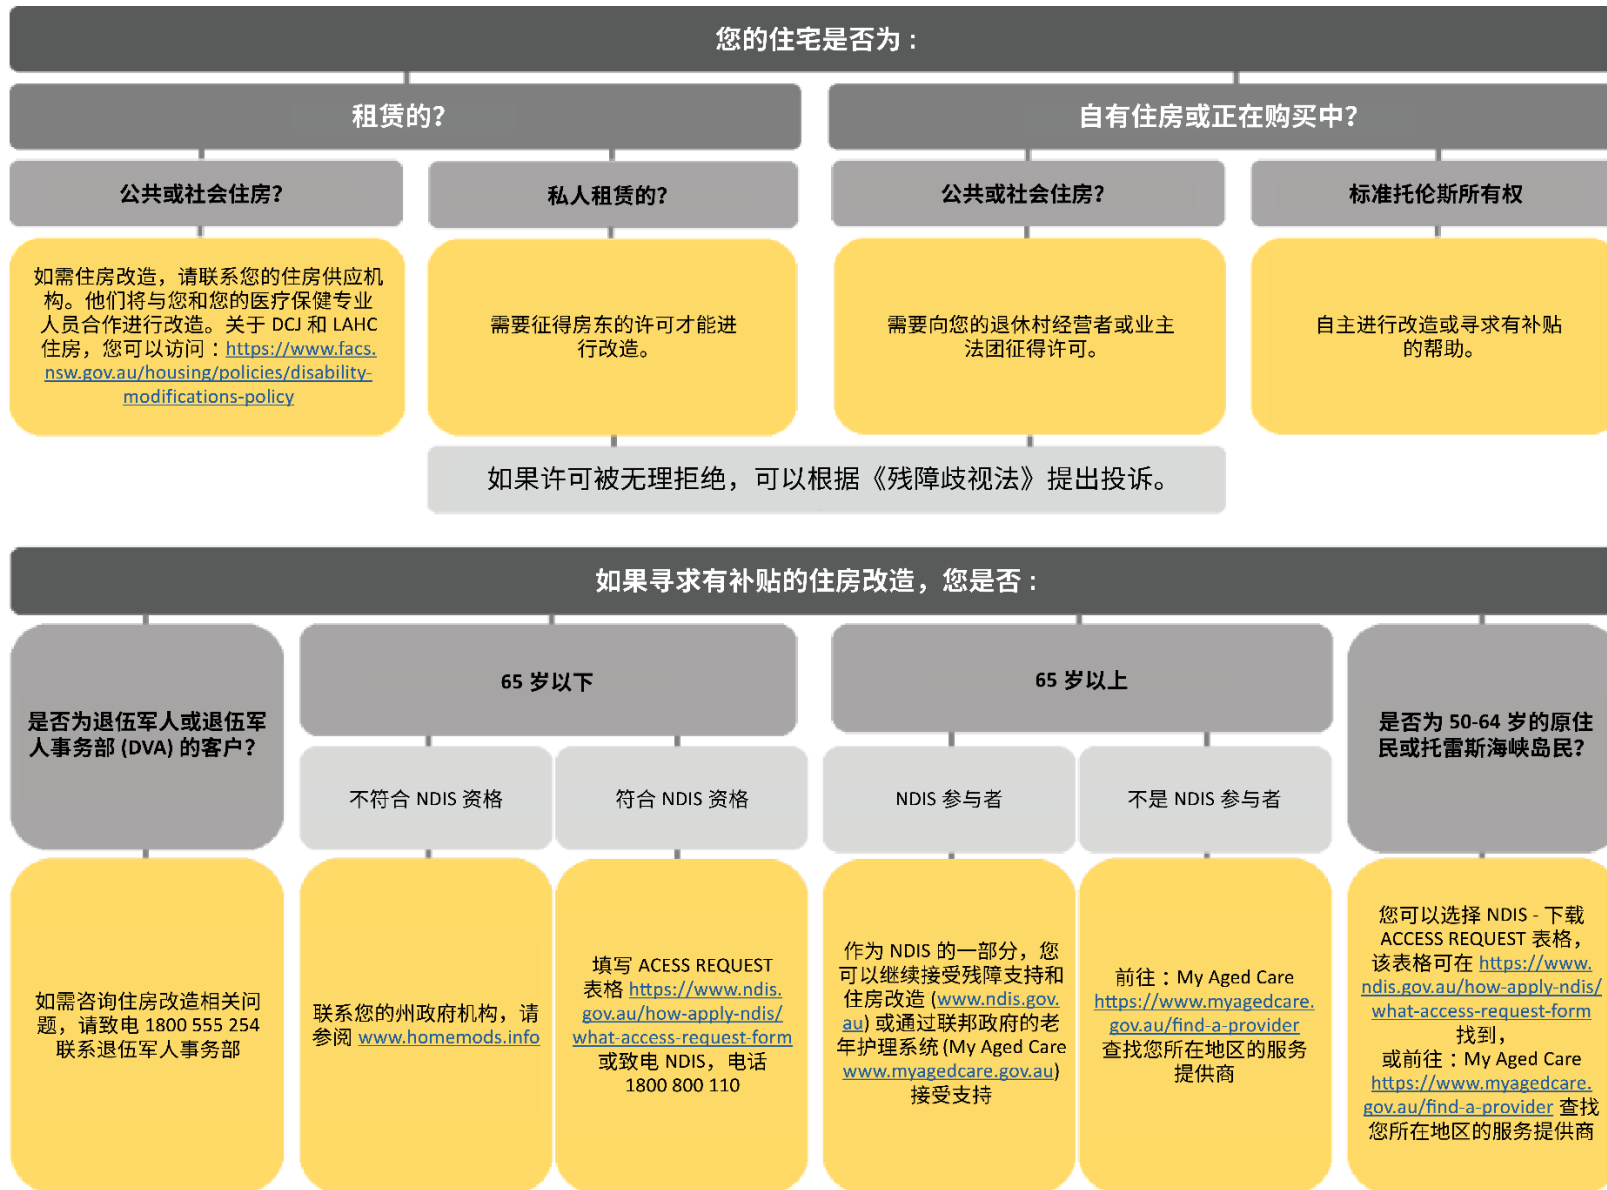 您的住宅是否为：
租赁的？
自有住房或正在购买中？
公共或社会住房？
私人租赁的？
公共或社会住房？
标准托伦斯所有权
如需住房改造，请联系您的住房供应机
构。他们将与您和您的医疗保健专业
人员合作进行改造。关于 DCJ 和 LAHC
住房，您可以访问：https://www.facs.
nsw.gov.au/housing/policies/disability-
modifications-policy
需要征得房东的许可才能进
行改造。
需要向您的退休村经营者或业主
法团征得许可。
自主进行改造或寻求有补贴
的帮助。
如果许可被无理拒绝，可以根据《残障歧视法》提出投诉。
如果寻求有补贴的住房改造，您是否：
是否为退伍军人或退伍军
人事务部 (DVA) 的客户？
65 岁以下
65 岁以上
是否为 50-64 岁的原住
民或托雷斯海峡岛民？
不符合 NDIS 资格
符合 NDIS 资格
NDIS 参与者
不是 NDIS 参与者
如需咨询住房改造相关问
题，请致电 1800 555 254
联系退伍军人事务部
联系您的州政府机构，请
参阅 www.homemods.info
填写 ACESS REQUEST
表格 https://www.ndis.
gov.au/how-apply-ndis/
what-access-request-form
或致电 NDIS，电话
1800 800 110
作为 NDIS 的一部分，您
可以继续接受残障支持和
住房改造 (www.ndis.gov.
au) 或通过联邦政府的老
年护理系统 (My Aged Care
www.myagedcare.gov.au)
接受支持
前往：My Aged Care
https://www.myagedcare.
gov.au/find-a-provider
查找您所在地区的服务
提供商
您可以选择 NDIS - 下载
ACCESS REQUEST 表格，
该表格可在 https://www.
ndis.gov.au/how-apply-ndis/
what-access-request-form
找到，
或前往：My Aged Care
https://www.myagedcare.
gov.au/find-a-provider 查找
您所在地区的服务提供商